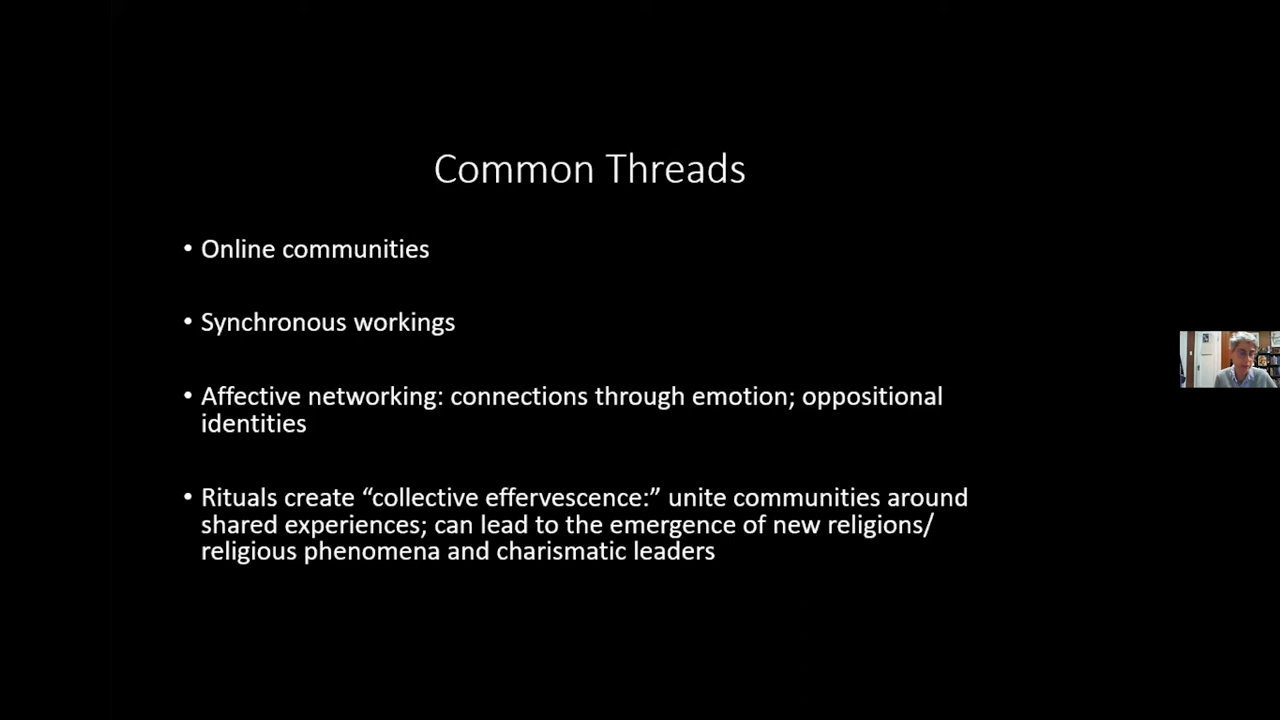 Common Threads
• Online communities
• Synchronous workings
• Affective networking: connections through emotion; oppositional
identities
• Rituals create “collective effervescence:” unite communities around
shared experiences; can lead to the emergence of new religions/
religious phenomena and charismatic leaders